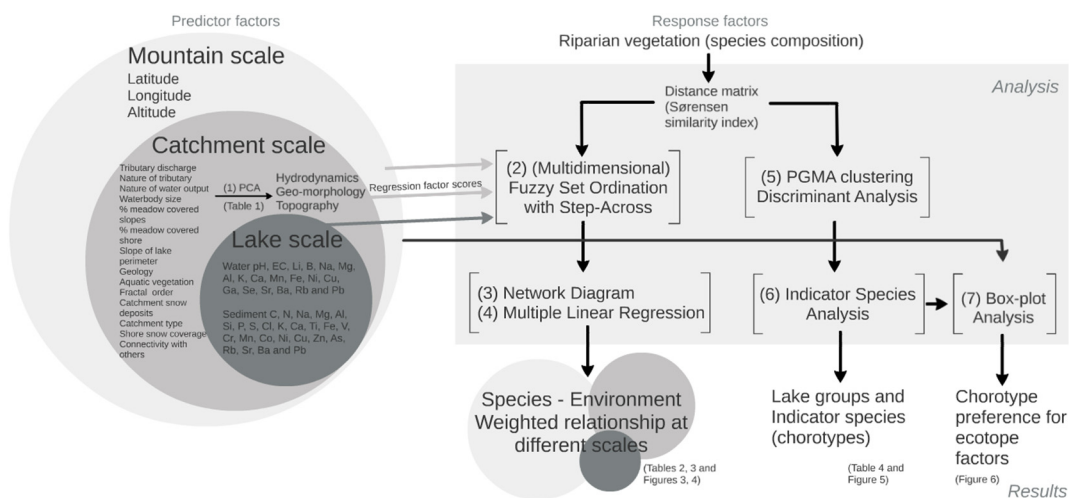 Predictor factors
Mountain scale
Latitude
Longitude
Altitude
Catchment scale
Tributary discharge
Nature of tributary
Nature of water output
Waterbody size
% meadow covered
slopes
% meadow covered
shore
Slope of lake
perimeter
Geology
Aquatic vegetation
Fractal order
Catchment snow
deposits
Catchment type
Shore snow coverage
Connectivity with
others
(1) PCA
(Table 1)
Hydrodynamics
Geo-morphology
Topography
Lake scale
Water pH, EC, Li, B, Na, Mg,
Al, K, Ca, Mn, Fe, Ni, Cu,
Ga, Se, Sr, Ba, Rb and Pb
Sediment C, N, Na, Mg, Al,
Si, P, S, Cl, K, Ca, Ti, Fe, V,
Cr, Mn, Co, Ni, Cu, Zn, As,
Rb, Sr, Ba and Pb
Regression factor scores
Response factors
Riparian vegetation (species composition)
Analysis
Distance matrix
(Sørensen
similarity index)
(2) (Multidimensional)
Fuzzy Set Ordination
with Step-Across
(5) PGMA clustering
Discriminant Analysis
(3) Network Diagram
(4) Multiple Linear Regression
(6) Indicator Species
Analysis
(7) Box-plot
Analysis
Species - Environment
Weighted relationship at
different scales
(Tables 2, 3 and
Figures 3, 4)
Lake groups and
Indicator species
(chorotypes)
(Table 4 and
Figure 5)
Chorotype
preference for
ecotope
factors
(Figure 6)
Results